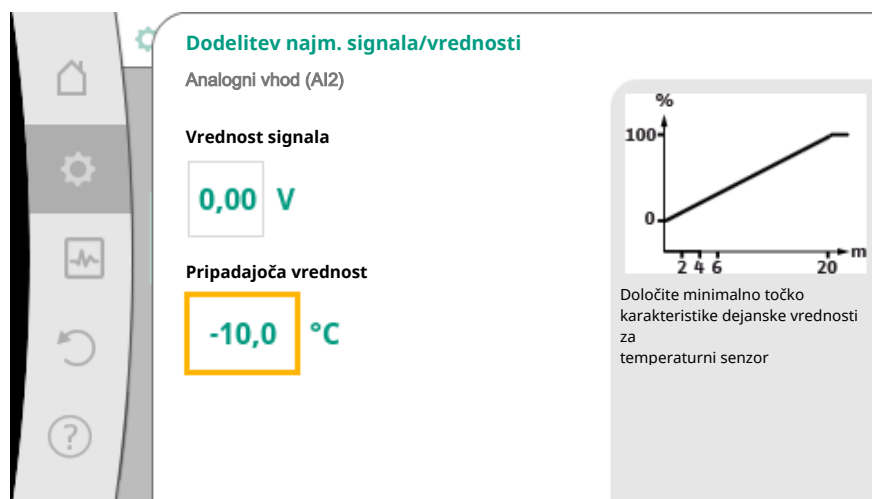 Dodelitev najm. signala/vrednosti
Analogni vhod (AI2)
Vrednost signala
0,00 V
Pripadajoča vrednost
-10,0 °C
%
100
0
2 4 6 20
m
Določite minimalno točko
karakteristike dejanske vrednosti
za
temperaturni senzor
?